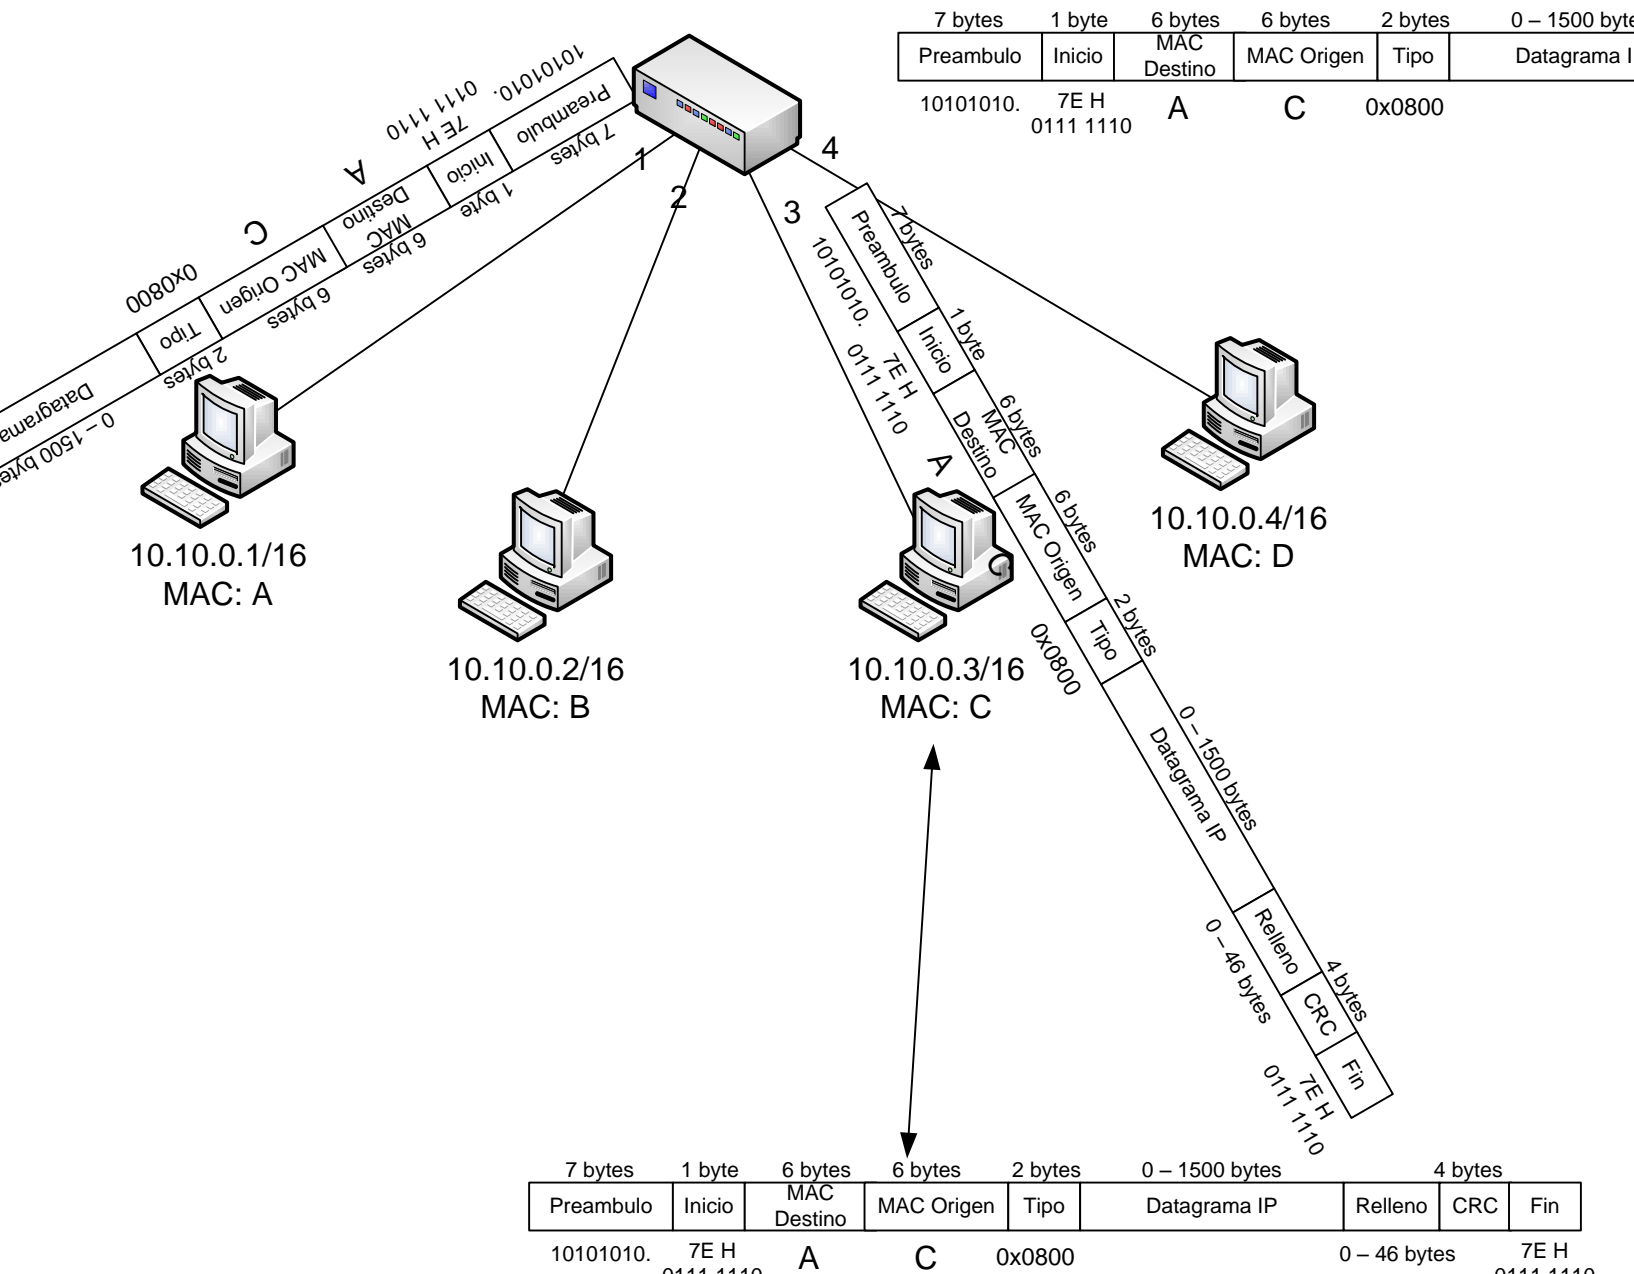 7 bytes 1 byte 6 bytes 6 bytes 2 bytes 0 – 1500 byte
Preambulo Inicio MAC Destino MAC Origen Tipo Datagrama I
10101010. 7E H 0111 1110 A C 0x0800
10101010.
7E H
0111 1110
A
C
0x0800
Preambulo
Inicio
MAC
Destino
MAC Origen
Tipo
Datagrama
7 bytes
1 byte
6 bytes
6 bytes
2 bytes
0 – 1500 bytes
1
2
3
4
7 bytes
1 byte
6 bytes
6 bytes
2 bytes
0 – 1500 bytes
4 bytes
Preambulo
Inicio
MAC
Destino
MAC Origen
Tipo
Datagrama IP
Relleno
CRC
Fin
10101010.
7E H
0111 1110
A
C
0x0800
0 – 46 bytes
7E H
0111 1110
10.10.0.1/16
MAC: A
10.10.0.2/16
MAC: B
10.10.0.3/16
MAC: C
10.10.0.4/16
MAC: D
7 bytes 1 byte 6 bytes 6 bytes 2 bytes 0 – 1500 bytes 4 bytes
Preambulo Inicio MAC Destino MAC Origen Tipo Datagrama IP Relleno CRC Fin
10101010. 7E H A C 0x0800 0 – 46 bytes 7E H
0111 1110 0111 1110